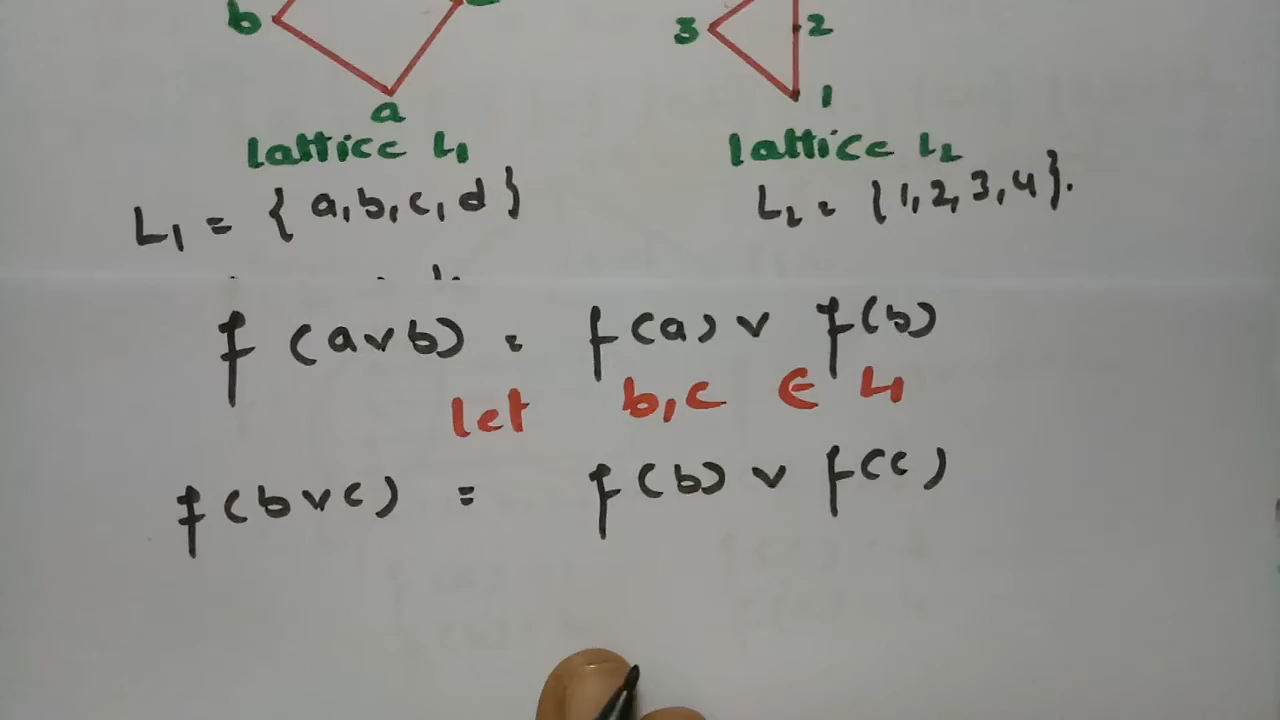 b
3 2
a 1
Lattice L₁ Lattice L₂
L₁ = { a, b, c, d } L₂ = { 1, 2, 3, 4 }.
f (a v b) = f(a) v f(b)
let b, c ∈ L1
f(b v c) = f(b) v f(c)